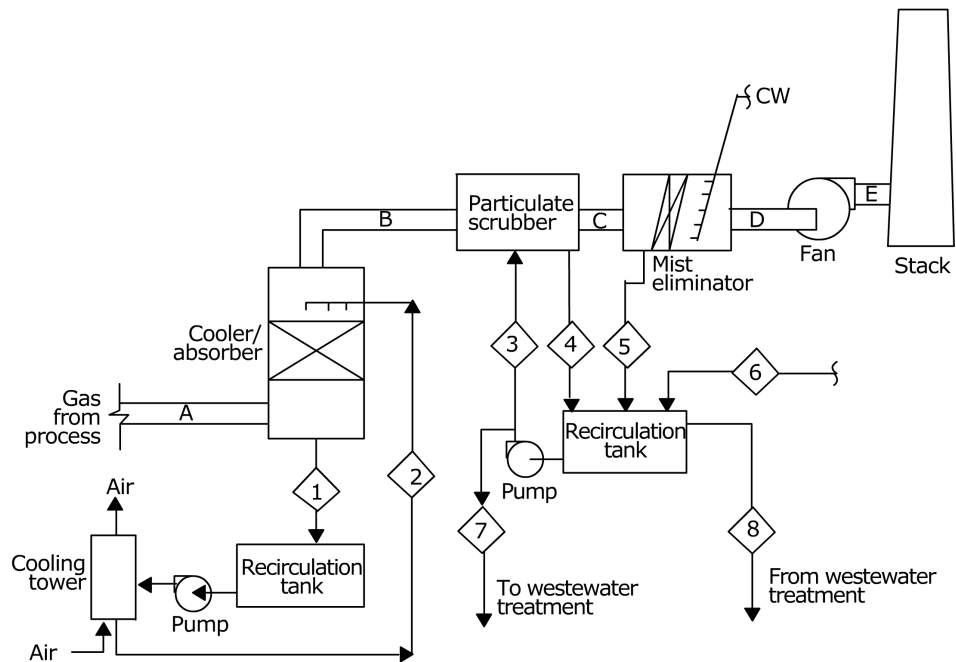 CW
B
Particulate
scrubber
C
D
E
Fan
Stack
Mist
eliminator
Cooler/
absorber
3
4
5
6
Gas
from
process
A
Recirculation
tank
Pump
1
2
7
8
Air
Cooling
tower
Recirculation
tank
Pump
Air
To westewater
treatment
From westewater
treatment